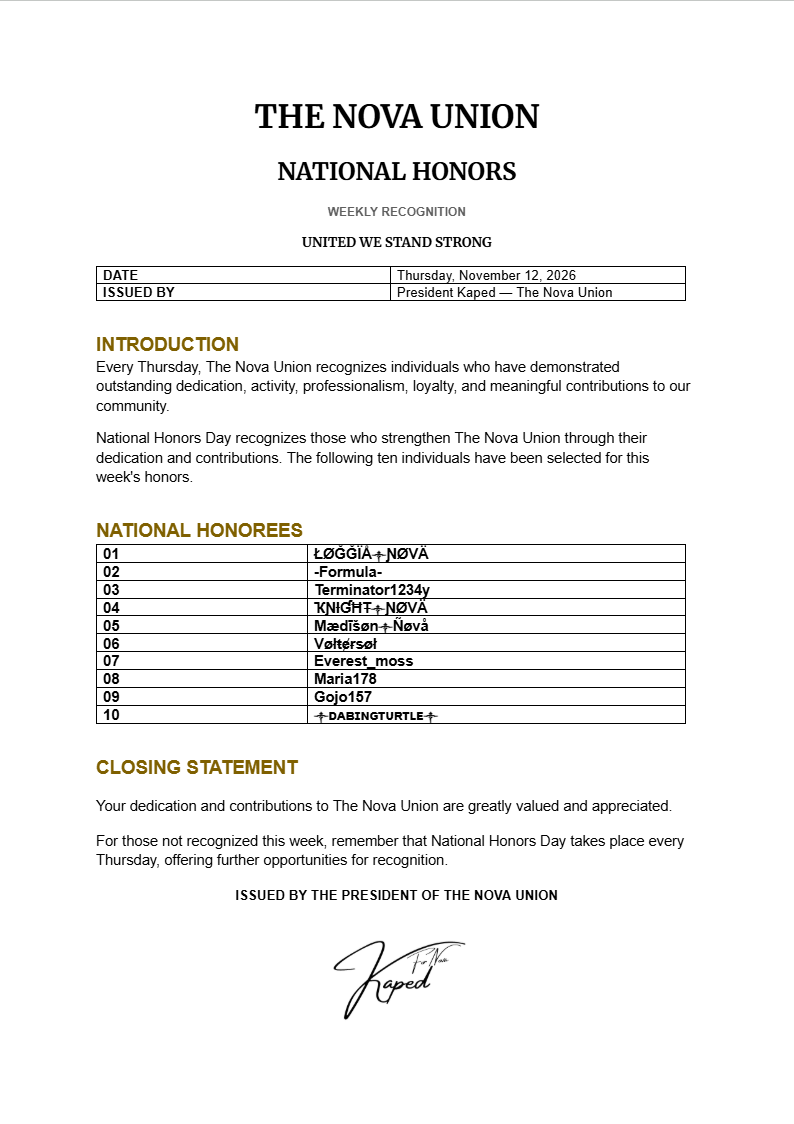 THE NOVA UNION
NATIONAL HONORS
WEEKLY RECOGNITION
UNITED WE STAND STRONG
DATE Thursday, November 12, 2026
ISSUED BY President Kaped — The Nova Union
INTRODUCTION
Every Thursday, The Nova Union recognizes individuals who have demonstrated
outstanding dedication, activity, professionalism, loyalty, and meaningful contributions to our
community.
National Honors Day recognizes those who strengthen The Nova Union through their
dedication and contributions. The following ten individuals have been selected for this
week's honors.
NATIONAL HONOREES
01 ŁØĞĞÏÅ⸸ƝØVÄ
02 -Formula-
03 Terminator1234y
04 ҠƝƗGĦŦ⸸ƝØVÄ
05 Mædīšøn⸸Ñøvå
06 Vøłŧɇrsøł
07 Everest_moss
08 Maria178
09 Gojo157
10 ⸸DABINGTURTLE⸸
CLOSING STATEMENT
Your dedication and contributions to The Nova Union are greatly valued and appreciated.
For those not recognized this week, remember that National Honors Day takes place every
Thursday, offering further opportunities for recognition.
ISSUED BY THE PRESIDENT OF THE NOVA UNION
For Nova
Kaped